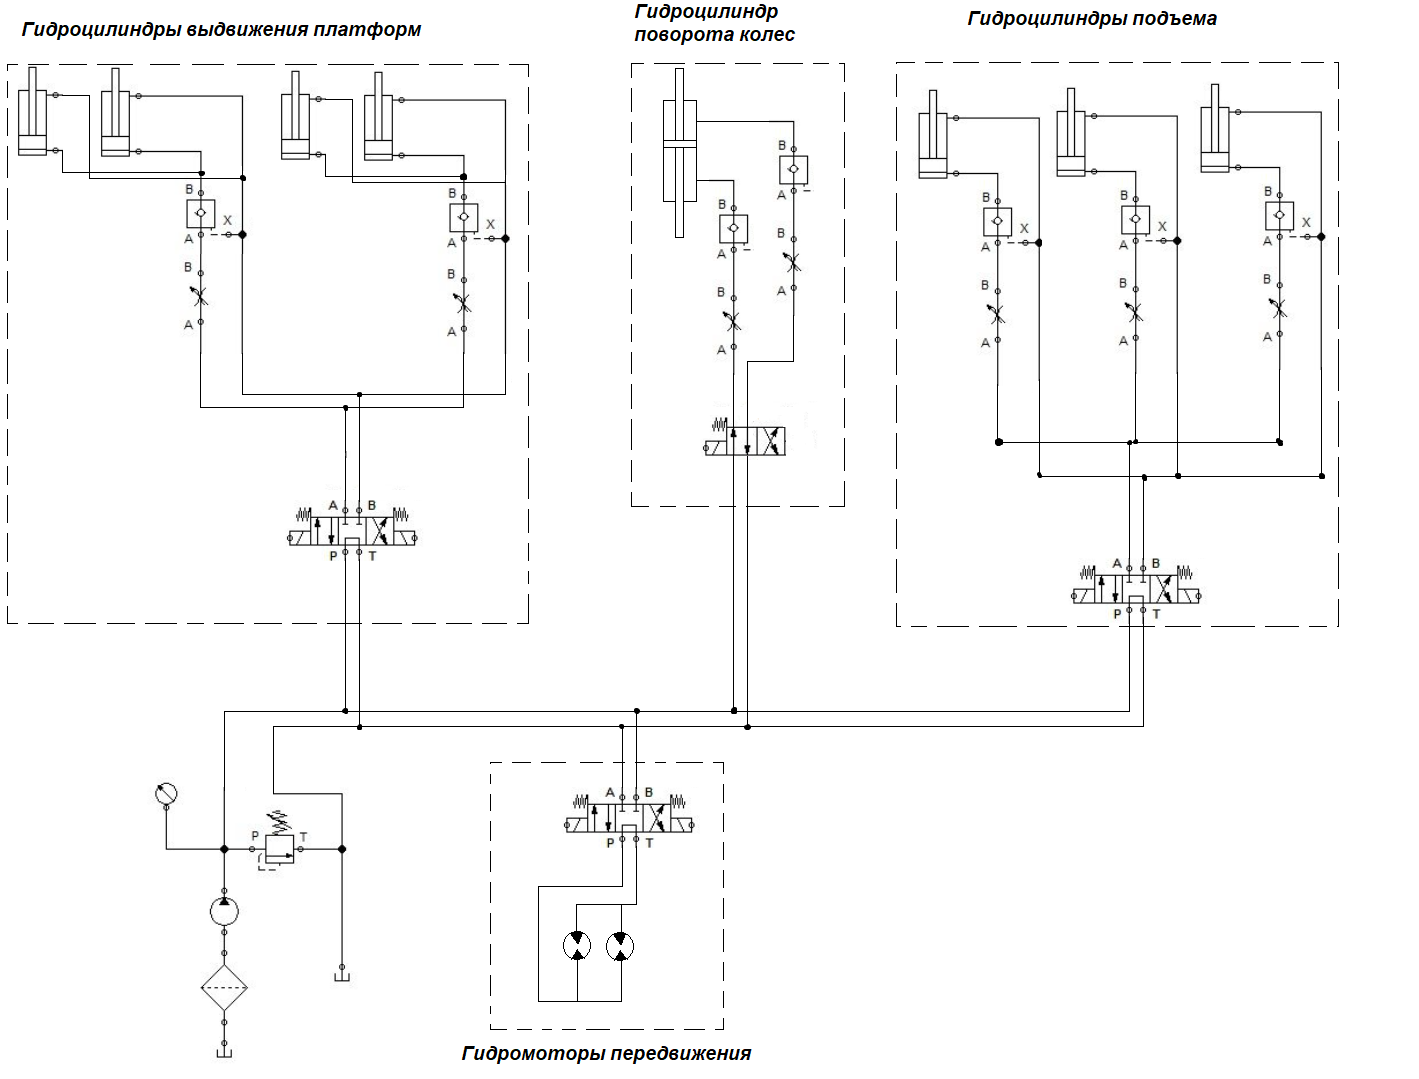 Гидроцилиндры выдвижения платформ
Гидроцилиндр
поворота колес
Гидроцилиндры подъема
B
X
A
B
A
B
X
A
B
A
B
A
B
A
B
A
B
A
B
X
A
B
A
B
X
A
B
A
B
X
A
B
A
A B
P T
A B
P T
P T
A B
P T
Гидромоторы передвижения